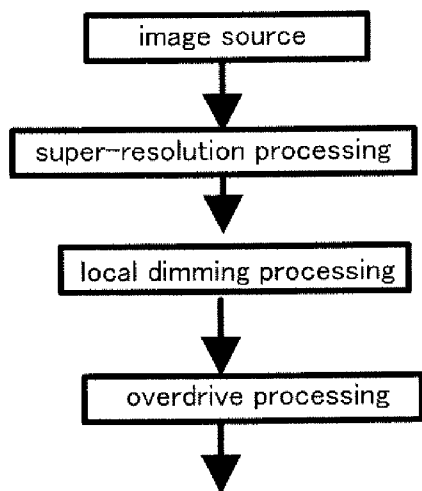 image source
super-resolution processing
local dimming processing
overdrive processing